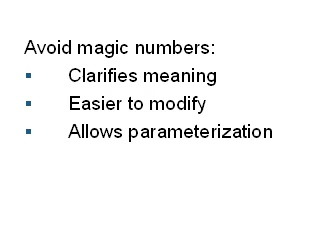 Avoid magic numbers:
▪ Clarifies meaning
▪ Easier to modify
▪ Allows parameterization